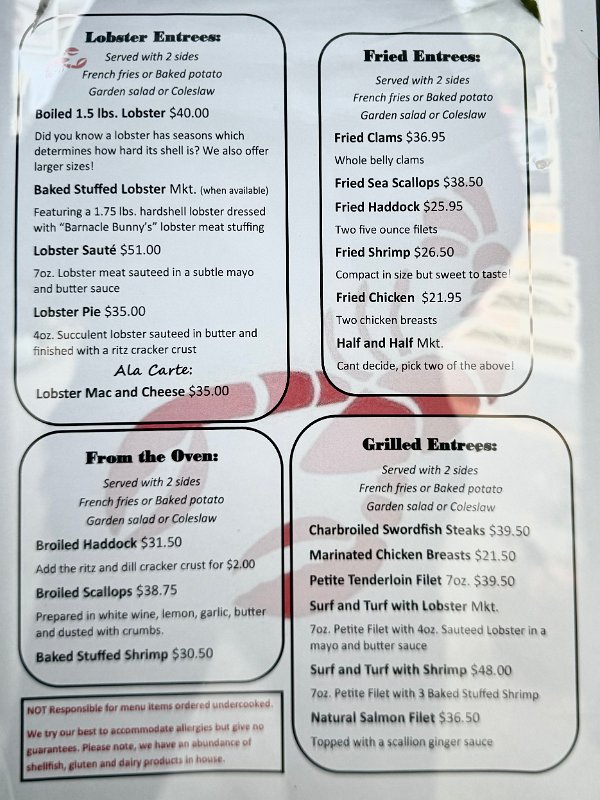 Lobster Entrees:
Served with 2 sides
French fries or Baked potato
Garden salad or Coleslaw
Boiled 1.5 lbs. Lobster $40.00
Did you know a lobster has seasons which
determines how hard its shell is? We also offer
larger sizes!
Baked Stuffed Lobster Mkt. (when available)
Featuring a 1.75 lbs. hardshell lobster dressed
with “Barnacle Bunny’s” lobster meat stuffing
Lobster Sauté $51.00
7oz. Lobster meat sauteed in a subtle mayo
and butter sauce
Lobster Pie $35.00
4oz. Succulent lobster sauteed in butter and
finished with a ritz cracker crust
Ala Carte:
Lobster Mac and Cheese $35.00
Fried Entrees:
Served with 2 sides
French fries or Baked potato
Garden salad or Coleslaw
Fried Clams $36.95
Whole belly clams
Fried Sea Scallops $38.50
Fried Haddock $25.95
Two five ounce filets
Fried Shrimp $26.50
Compact in size but sweet to taste!
Fried Chicken $21.95
Two chicken breasts
Half and Half Mkt.
Cant decide, pick two of the above!
From the Oven:
Served with 2 sides
French fries or Baked potato
Garden salad or Coleslaw
Broiled Haddock $31.50
Add the ritz and dill cracker crust for $2.00
Broiled Scallops $38.75
Prepared in white wine, lemon, garlic, butter
and dusted with crumbs.
Baked Stuffed Shrimp $30.50
Grilled Entrees:
Served with 2 sides
French fries or Baked potato
Garden salad or Coleslaw
Charbroiled Swordfish Steaks $39.50
Marinated Chicken Breasts $21.50
Petite Tenderloin Filet 7oz. $39.50
Surf and Turf with Lobster Mkt.
7oz. Petite Filet with 4oz. Sauteed Lobster in a
mayo and butter sauce
Surf and Turf with Shrimp $48.00
7oz. Petite Filet with 3 Baked Stuffed Shrimp
Natural Salmon Filet $36.50
Topped with a scallion ginger sauce
NOT Responsible for menu items ordered undercooked.
We try our best to accommodate allergies but give no
guarantees. Please note, we have an abundance of
shellfish, gluten and dairy products in house.